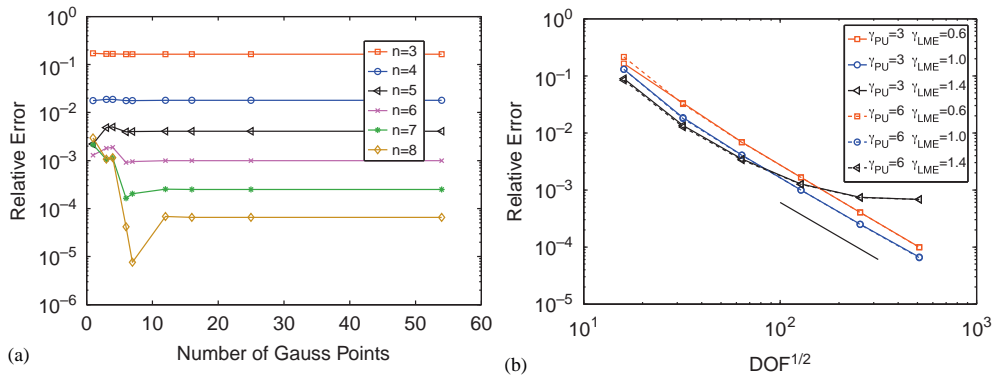 10^0
10^-1
10^-2
10^-3
10^-4
10^-5
10^-6
Relative Error
0 10 20 30 40 50 60
Number of Gauss Points
n=3
n=4
n=5
n=6
n=7
n=8
(a)
10^0
10^-1
10^-2
10^-3
10^-4
10^-5
Relative Error
10^1 10^2 10^3
DOF^1/2
γPU=3 γLME=0.6
γPU=3 γLME=1.0
γPU=3 γLME=1.4
γPU=6 γLME=0.6
γPU=6 γLME=1.0
γPU=6 γLME=1.4
(b)